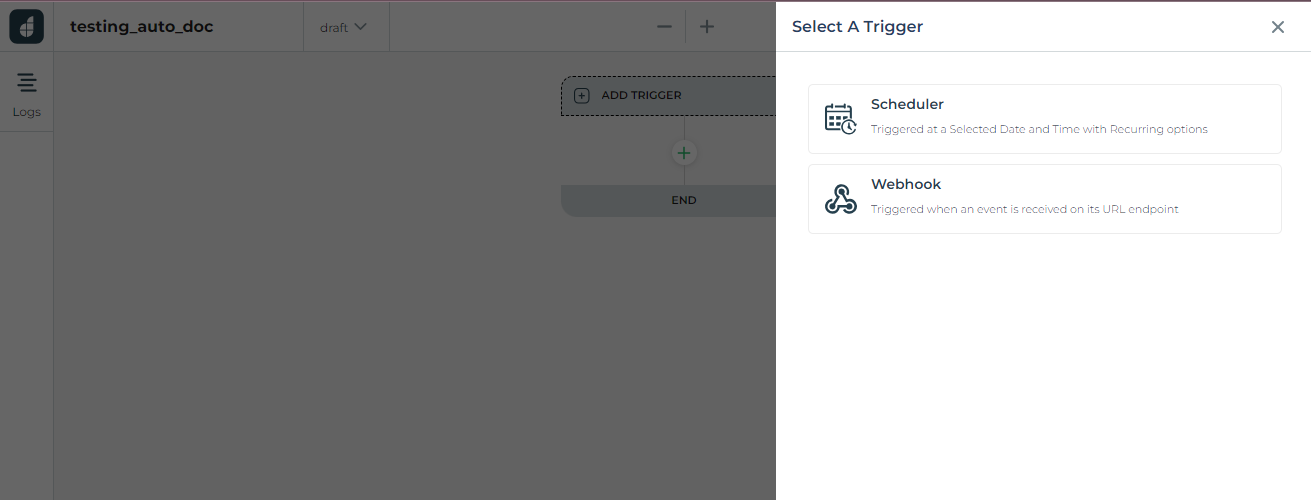 testing_auto_doc
draft
Select A Trigger
Logs
ADD TRIGGER
END
Scheduler
Triggered at a Selected Date and Time with Recurring options
Webhook
Triggered when an event is received on its URL endpoint